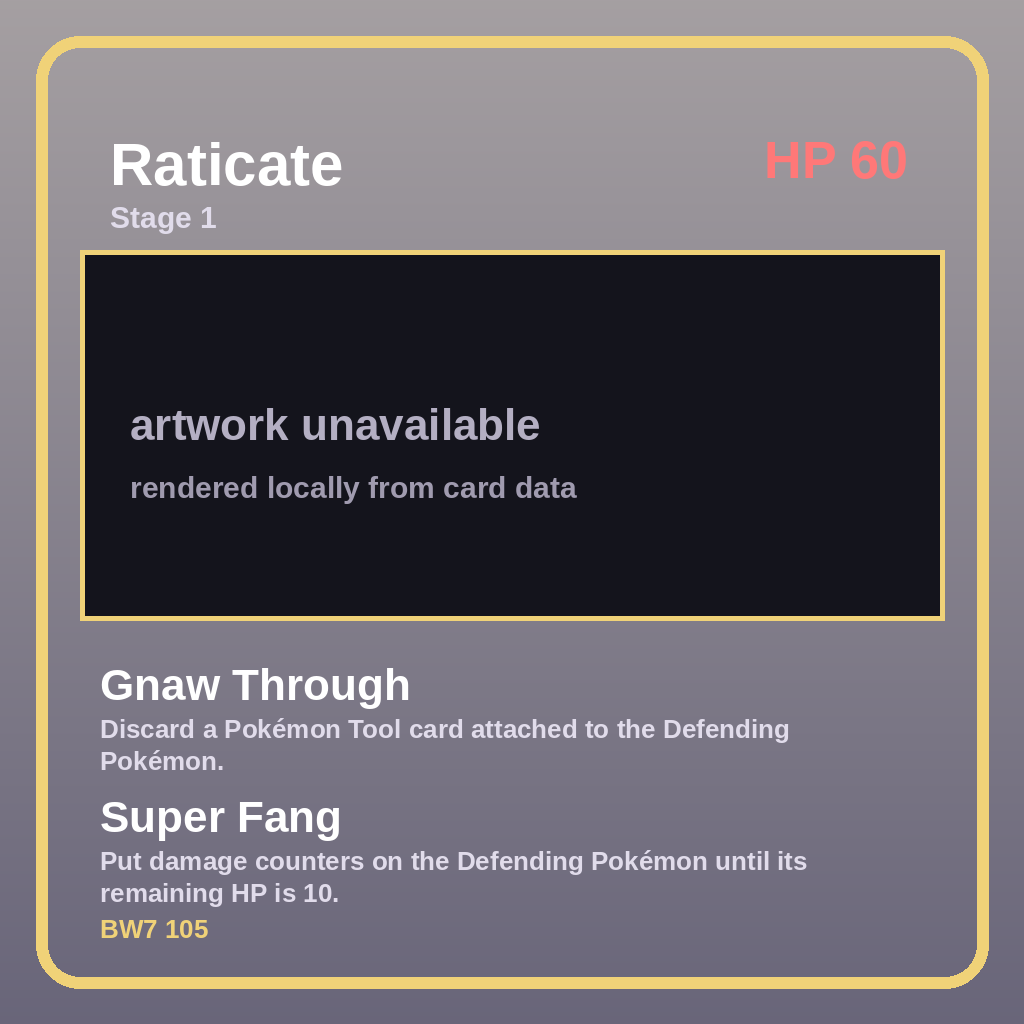 Raticate
HP 60
Stage 1
artwork unavailable
rendered locally from card data
Gnaw Through
Discard a Pokémon Tool card attached to the Defending
Pokémon.
Super Fang
Put damage counters on the Defending Pokémon until its
remaining HP is 10.
BW7 105